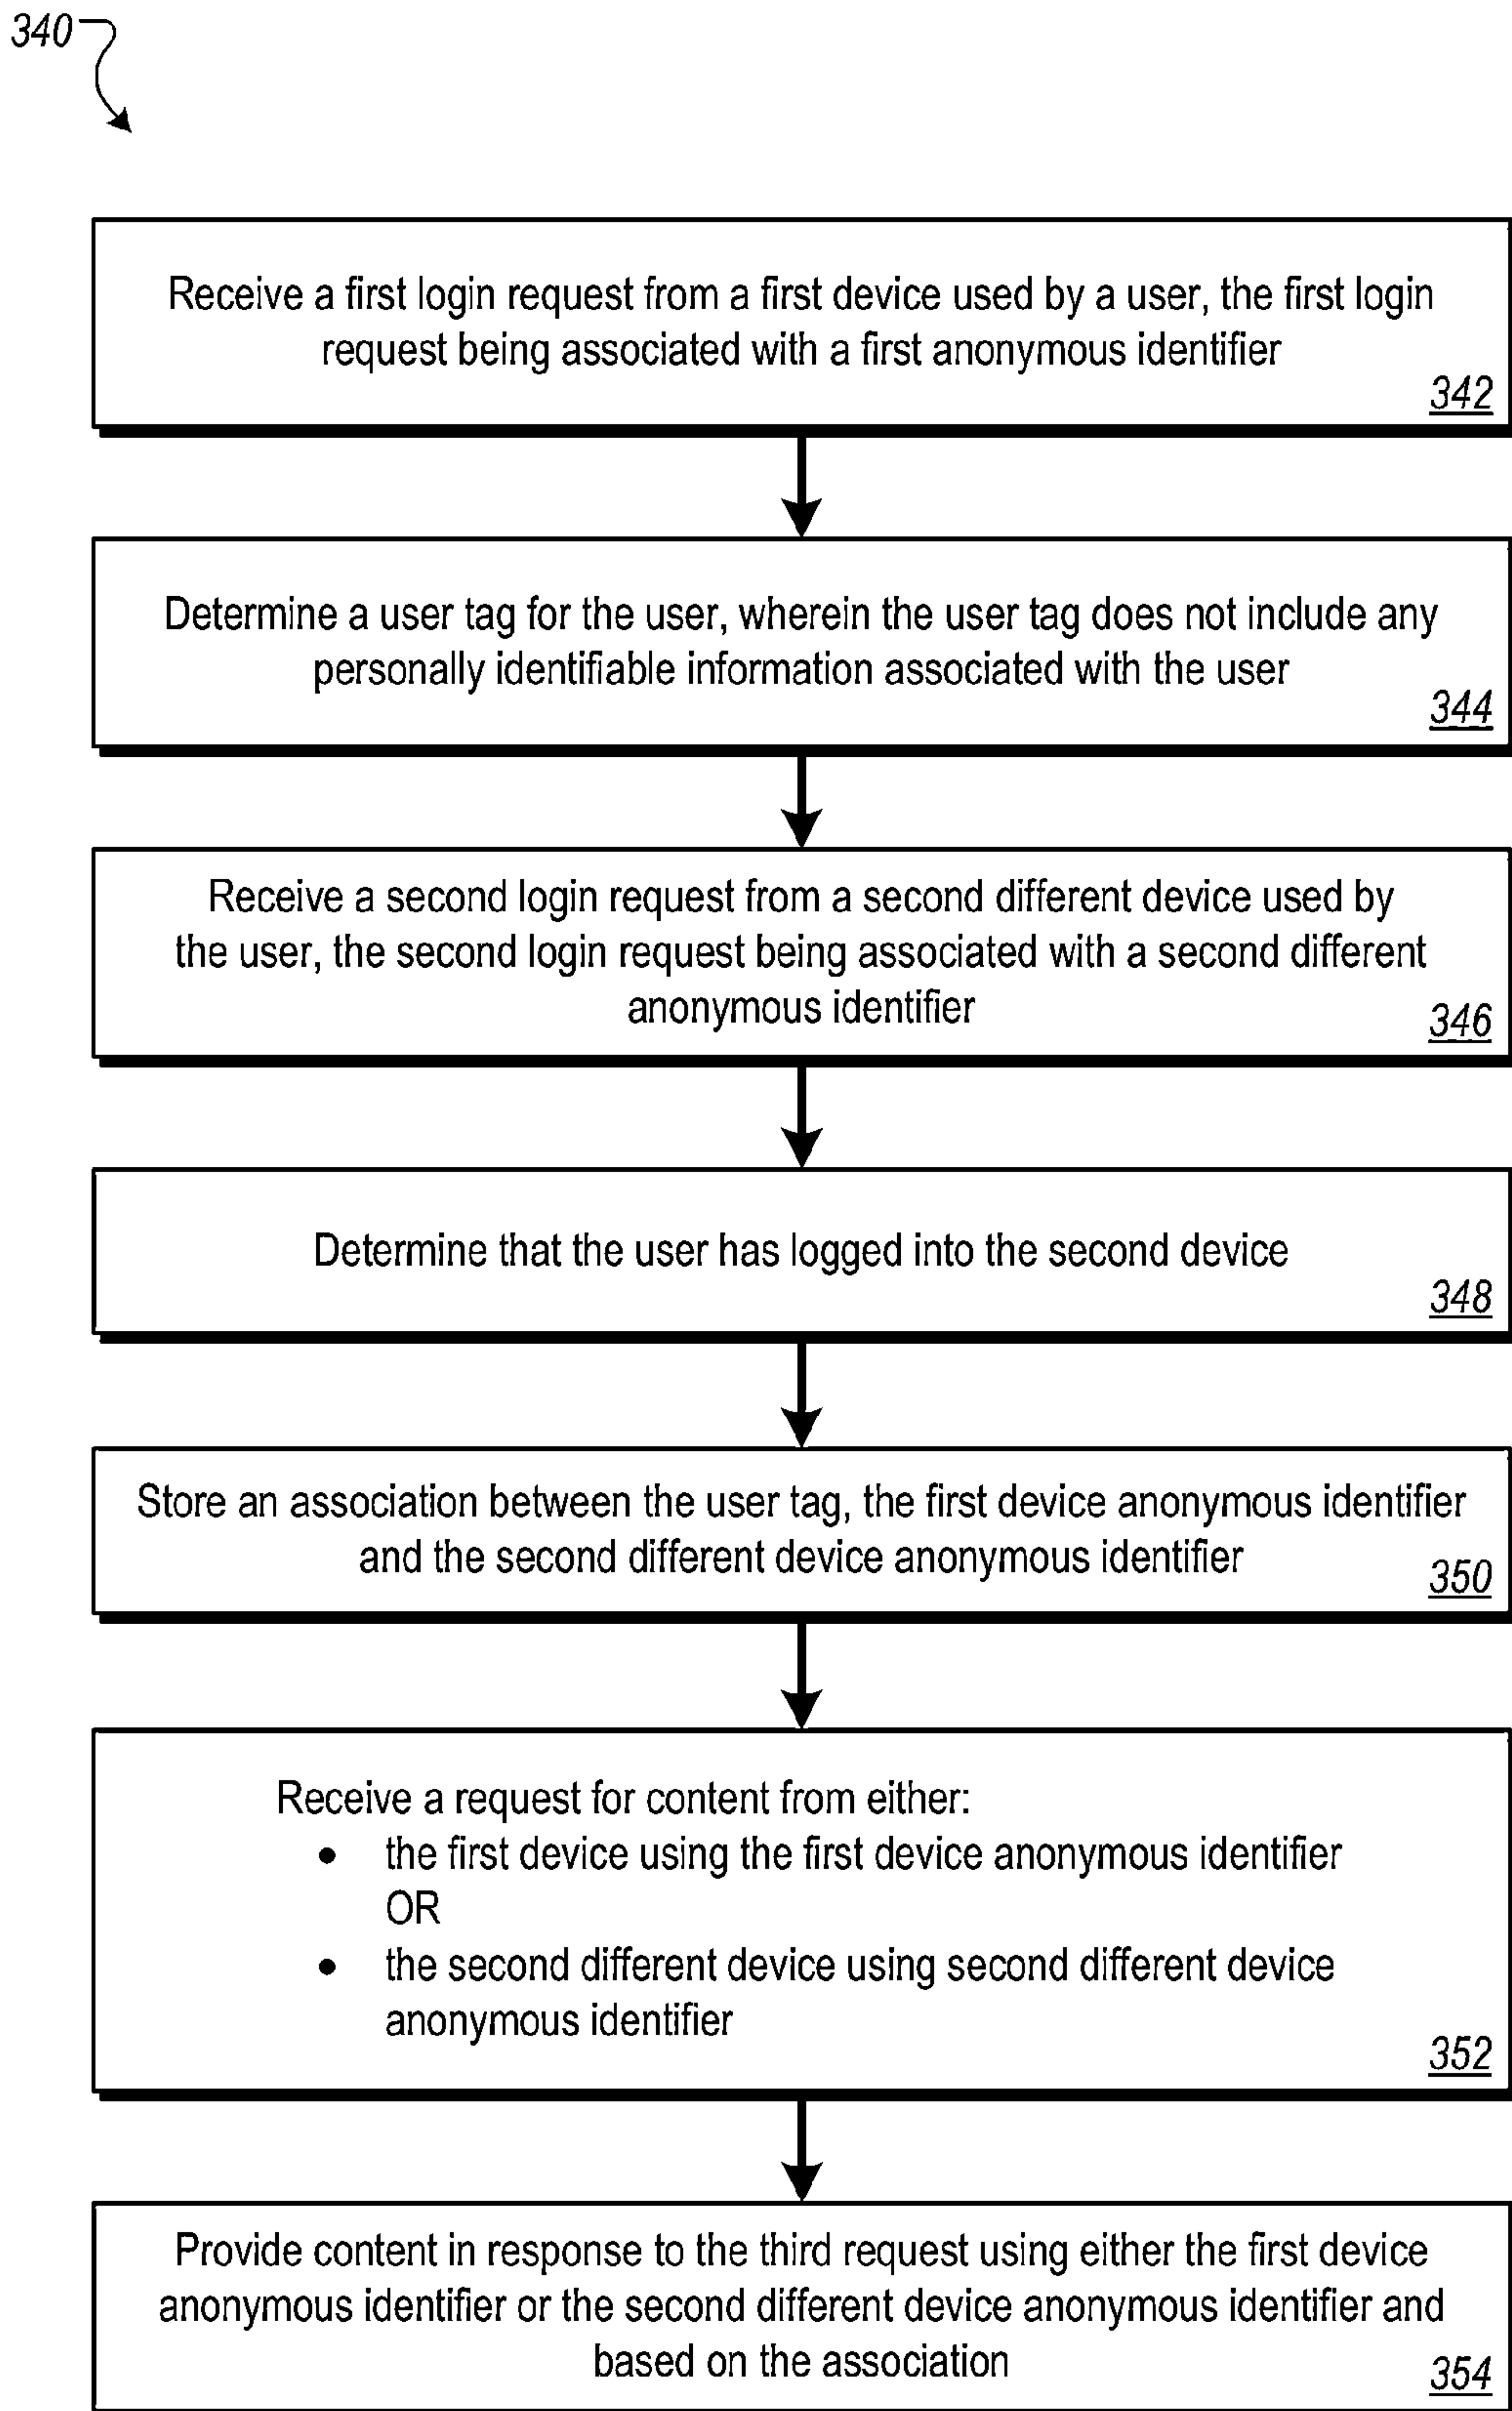 340
Receive a first login request from a first device used by a user, the first login
request being associated with a first anonymous identifier
342
Determine a user tag for the user, wherein the user tag does not include any
personally identifiable information associated with the user
344
Receive a second login request from a second different device used by
the user, the second login request being associated with a second different
anonymous identifier
346
Determine that the user has logged into the second device
348
Store an association between the user tag, the first device anonymous identifier
and the second different device anonymous identifier
350
Receive a request for content from either:
• the first device using the first device anonymous identifier
OR
• the second different device using second different device
anonymous identifier
352
Provide content in response to the third request using either the first device
anonymous identifier or the second different device anonymous identifier and
based on the association
354